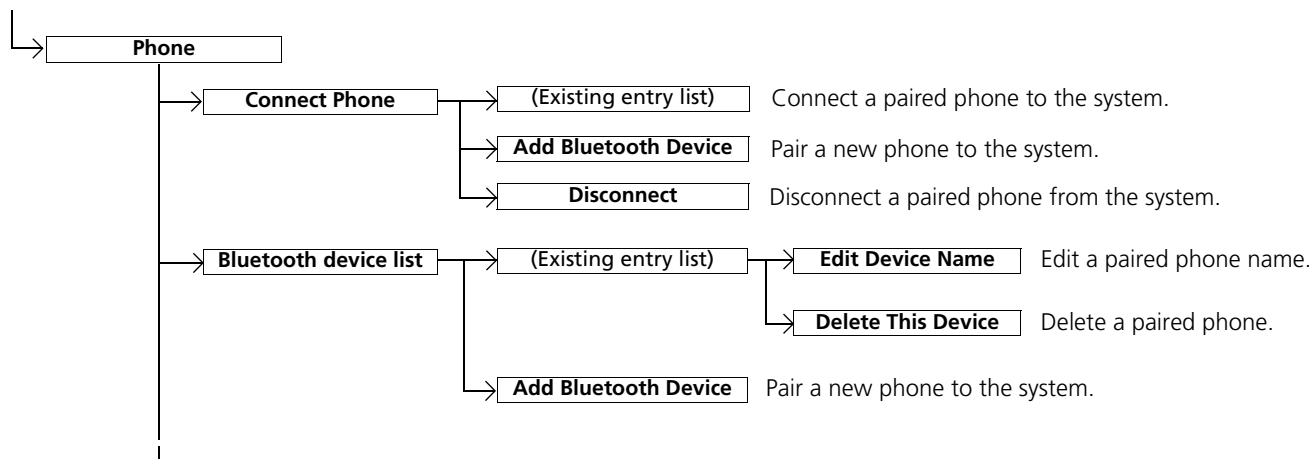 Phone
Connect Phone
(Existing entry list)
Connect a paired phone to the system.
Add Bluetooth Device
Pair a new phone to the system.
Disconnect
Disconnect a paired phone from the system.
Bluetooth device list
(Existing entry list)
Edit Device Name
Edit a paired phone name.
Delete This Device
Delete a paired phone.
Add Bluetooth Device
Pair a new phone to the system.